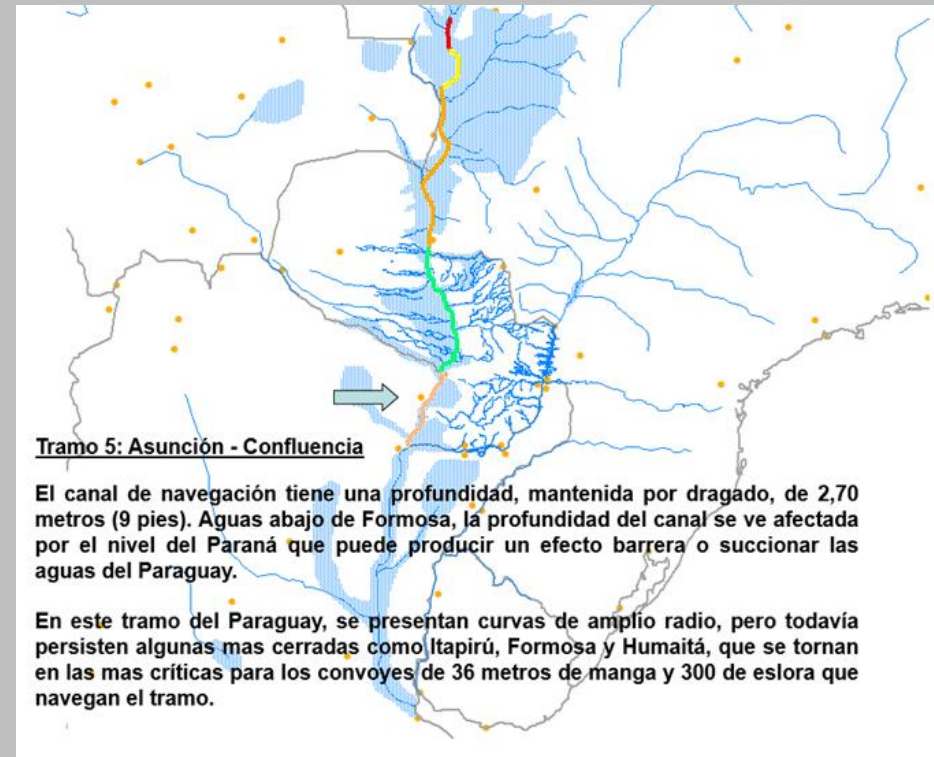 Tramo 5: Asunción - Confluencia
El canal de navegación tiene una profundidad, mantenida por dragado, de 2,70
metros (9 pies). Aguas abajo de Formosa, la profundidad del canal se ve afectada
por el nivel del Paraná que puede producir un efecto barrera o succionar las
aguas del Paraguay.
En este tramo del Paraguay, se presentan curvas de amplio radio, pero todavía
persisten algunas mas cerradas como Itapirú, Formosa y Humaitá, que se tornan
en las mas críticas para los convoyes de 36 metros de manga y 300 de eslora que
navegan el tramo.